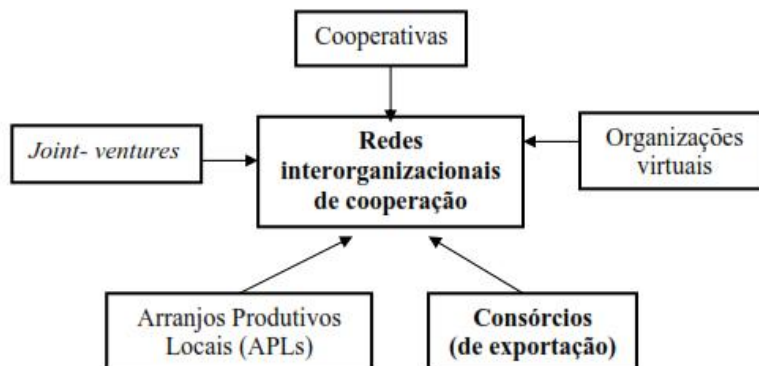 Cooperativas
Joint- ventures
Redes
interorganizacionais
de cooperação
Organizações
virtuais
Arranjos Produtivos
Locais (APLs)
Consórcios
(de exportação)